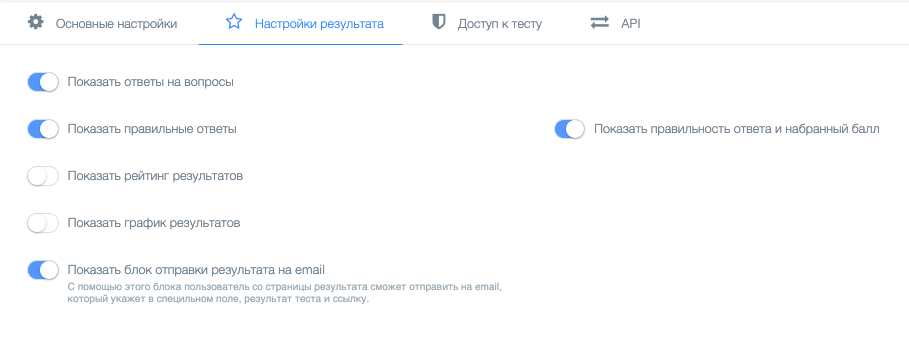 Основные настройки
Настройки результата
Доступ к тесту
API
Показать ответы на вопросы
Показать правильные ответы
Показать правильность ответа и набранный балл
Показать рейтинг результатов
Показать график результатов
Показать блок отправки результата на email
С помощью этого блока пользователь со страницы результата сможет отправить на email,
который укажет в специльном поле, результат теста и ссылку.